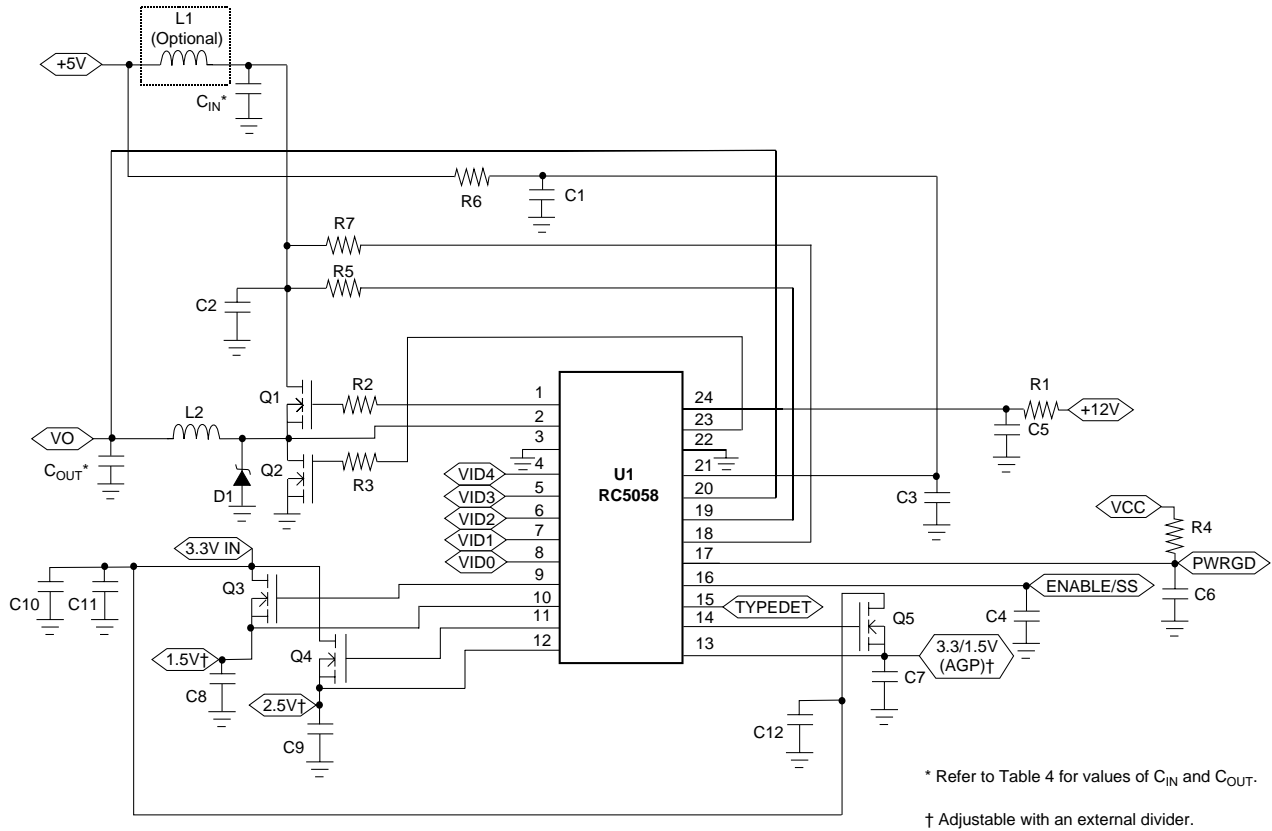 L1
(Optional)
+5V
C_IN*
R6
C1
R7
R5
C2
Q1
R2
L2
VO
C_OUT*
D1
Q2
R3
1
2
3
4
5
6
7
8
9
10
11
12
VID4
VID3
VID2
VID1
VID0
U1
RC5058
24
23
22
21
20
19
18
17
16
15
14
13
R1
+12V
C5
C3
VCC
R4
PWRGD
C6
ENABLE/SS
C4
TYPEDET
Q5
3.3/1.5V
(AGP)†
C7
C12
3.3V IN
C10
C11
Q3
1.5V†
C8
Q4
2.5V†
C9
* Refer to Table 4 for values of C_IN and C_OUT.
† Adjustable with an external divider.